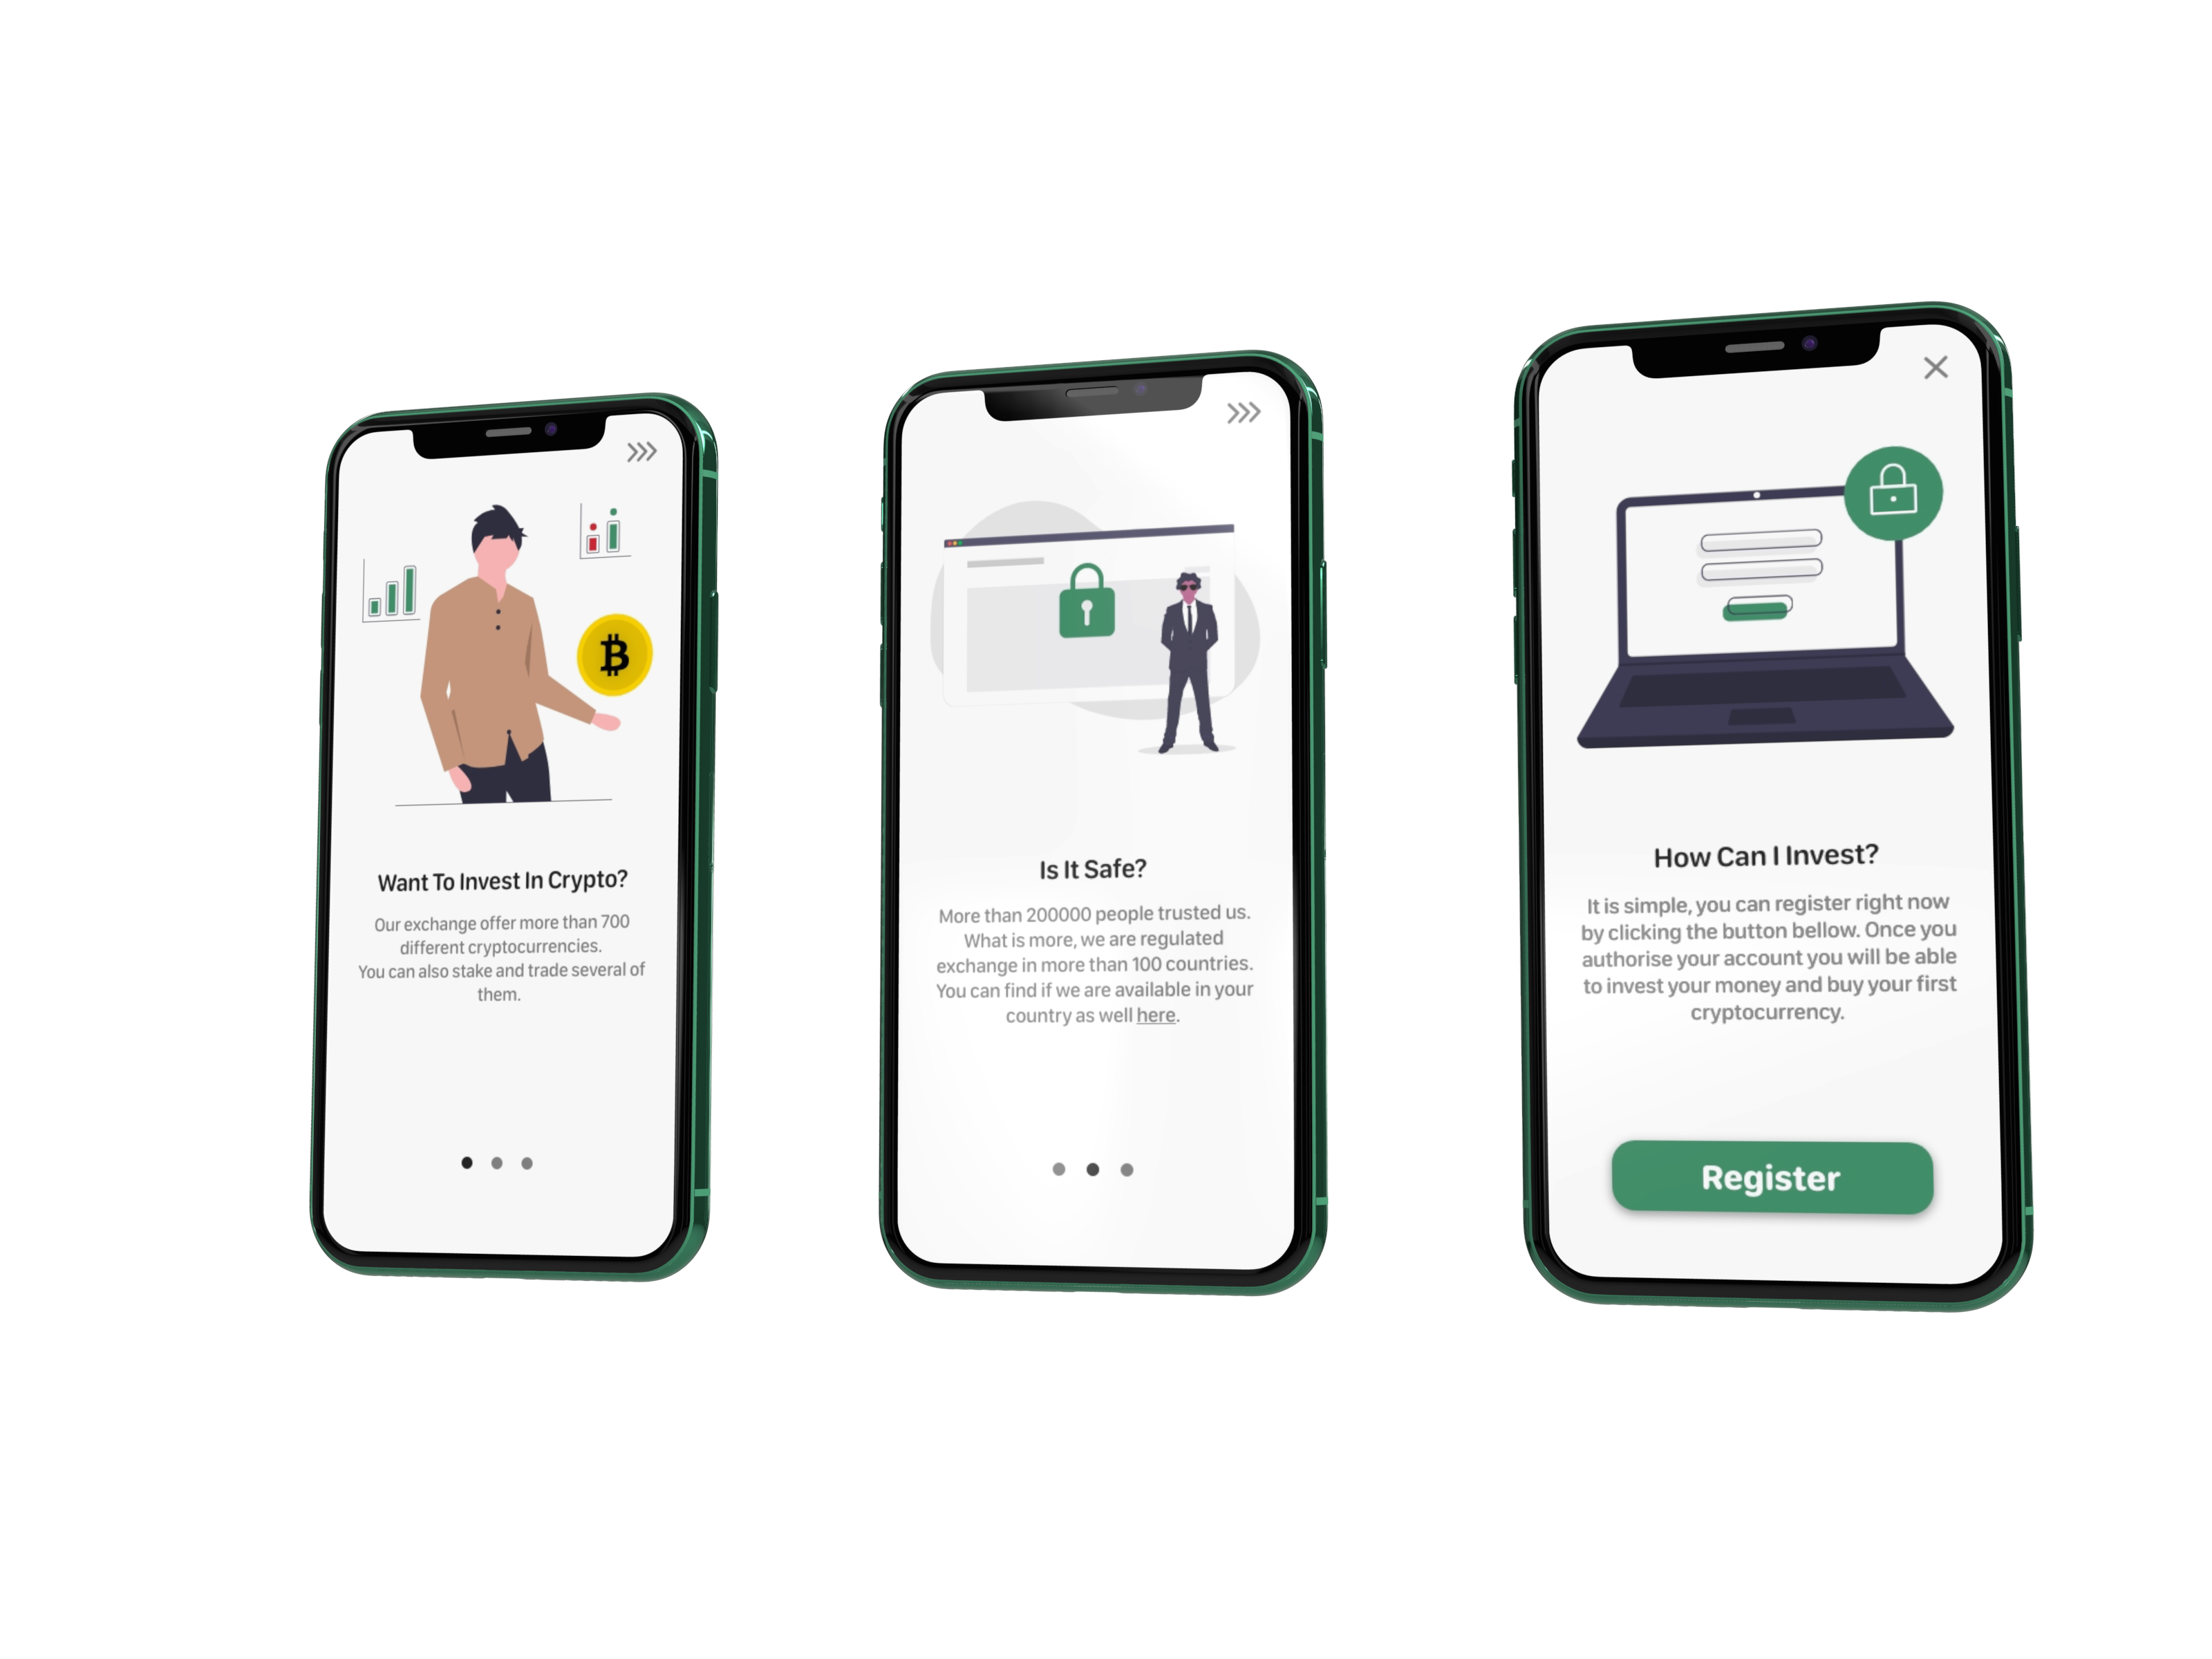 Want To Invest In Crypto?
Our exchange offer more than 700
different cryptocurrencies.
You can also stake and trade several of
them.
Is It Safe?
More than 200000 people trusted us.
What is more, we are regulated
exchange in more than 100 countries.
You can find if we are available in your
country as well here.
How Can I Invest?
It is simple, you can register right now
by clicking the button bellow. Once you
authorise your account you will be able
to invest your money and buy your first
cryptocurrency.
Register